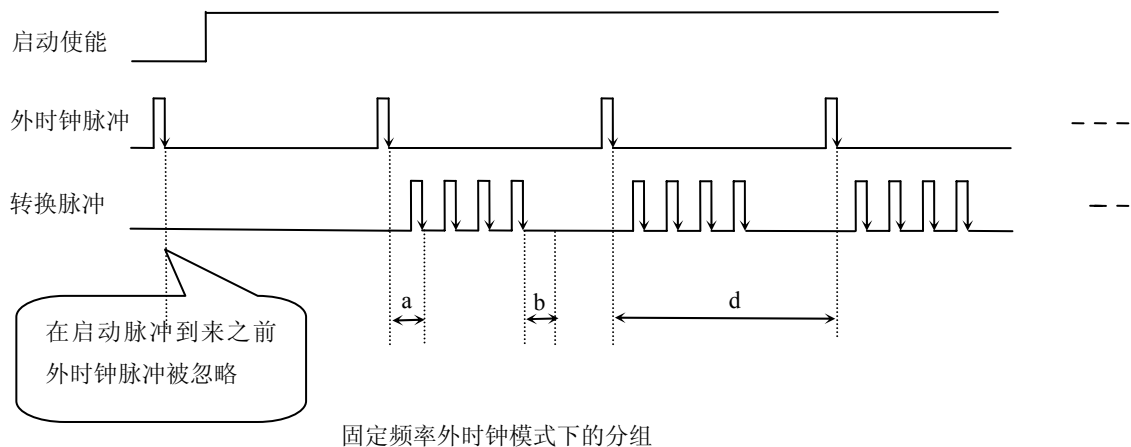 启动使能
外时钟脉冲
转换脉冲
a
b
d
在启动脉冲到来之前
外时钟脉冲被忽略
固定频率外时钟模式下的分组